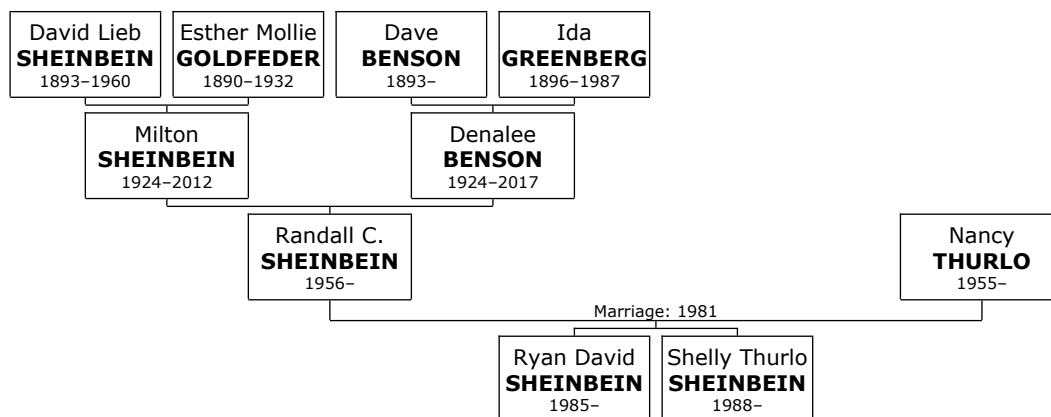 David Lieb
SHEINBEIN
1893–1960
Esther Mollie
GOLDFEDER
1890–1932
Dave
BENSON
1893–
Ida
GREENBERG
1896–1987
Milton
SHEINBEIN
1924–2012
Denalee
BENSON
1924–2017
Randall C.
SHEINBEIN
1956–
Nancy
THURLO
1955–
Marriage: 1981
Ryan David
SHEINBEIN
1985–
Shelly Thurlo
SHEINBEIN
1988–